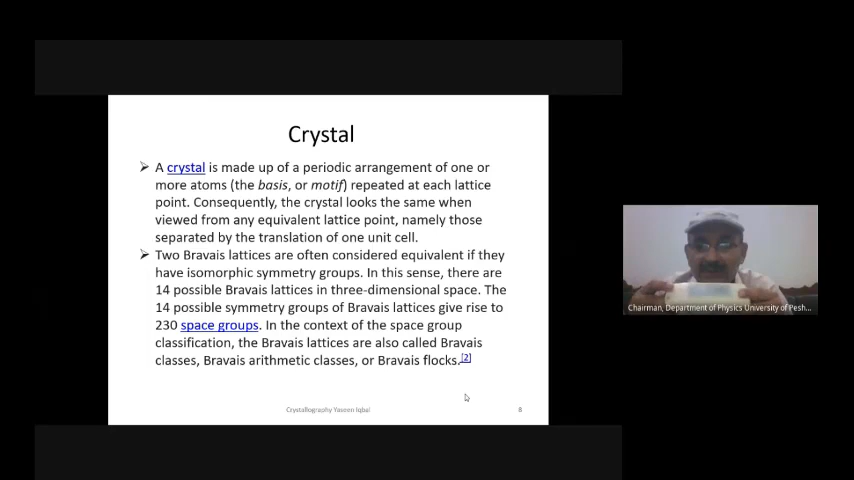 Crystal
➢ A crystal is made up of a periodic arrangement of one or
more atoms (the basis, or motif) repeated at each lattice
point. Consequently, the crystal looks the same when
viewed from any equivalent lattice point, namely those
separated by the translation of one unit cell.
➢ Two Bravais lattices are often considered equivalent if they
have isomorphic symmetry groups. In this sense, there are
14 possible Bravais lattices in three-dimensional space. The
14 possible symmetry groups of Bravais lattices give rise to
230 space groups. In the context of the space group
classification, the Bravais lattices are also called Bravais
classes, Bravais arithmetic classes, or Bravais flocks.[2]
Crystallography Yaseen Iqbal
8
Chairman, Department of Physics University of Pesh...